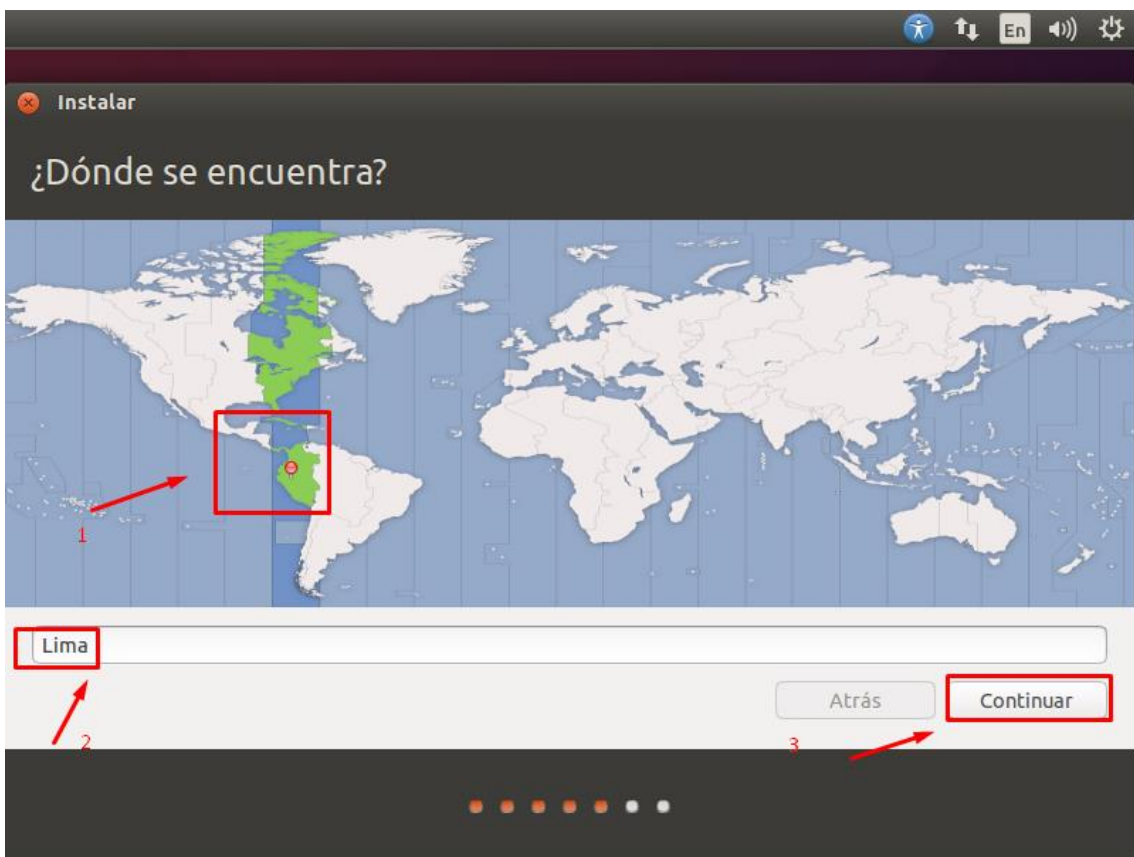 En
Instalar
¿Dónde se encuentra?
1
Lima
Atrás
Continuar
2
3